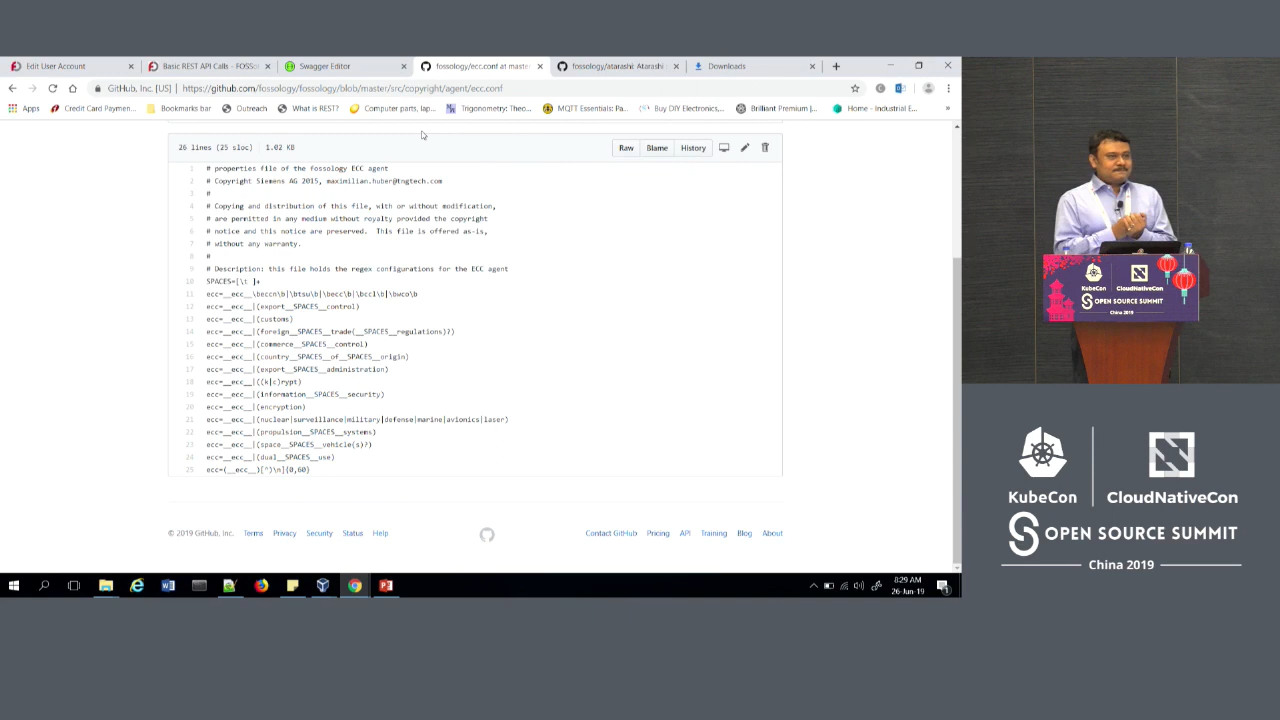 Edit User Account
Basic REST API Calls - FOSSo
Swagger Editor
fossology/ecc.conf at maste
fossology/atarashi: Atarashi
Downloads
GitHub, Inc. [US] | https://github.com/fossology/fossology/blob/master/src/copyright/agent/ecc.conf
Apps
Credit Card Paymen...
Bookmarks bar
Outreach
What is REST?
Computer parts, lap...
Trigonometry: Theo...
MQTT Essentials: Pa...
Buy DIY Electronics,...
Brilliant Premium |...
Home - Industrial E...
26 lines (25 sloc) | 1.02 KB
Raw
Blame
History
1 # properties file of the fossology ECC agent
2 # Copyright Siemens AG 2015, maximilian.huber@tngtech.com
3 #
4 # Copying and distribution of this file, with or without modification,
5 # are permitted in any medium without royalty provided the copyright
6 # notice and this notice are preserved. This file is offered as-is,
7 # without any warranty.
8 #
9 # Description: this file holds the regex configurations for the ECC agent
10 SPACES=[\t ]+
11 ecc=__ecc__\beccn\b|\btsu\b|\becc\b|\bccl\b|\bwco\b
12 ecc=__ecc__|(export__SPACES__control)
13 ecc=__ecc__|(customs)
14 ecc=__ecc__|(foreign__SPACES__trade(__SPACES__regulations)?)
15 ecc=__ecc__|(commerce__SPACES__control)
16 ecc=__ecc__|(country__SPACES__of__SPACES__origin)
17 ecc=__ecc__|(export__SPACES__administration)
18 ecc=__ecc__|((k|c)rypt)
19 ecc=__ecc__|(information__SPACES__security)
20 ecc=__ecc__|(encryption)
21 ecc=__ecc__|(nuclear|surveillance|military|defense|marine|avionics|laser)
22 ecc=__ecc__|(propulsion__SPACES__systems)
23 ecc=__ecc__|(space__SPACES__vehicle(s)?)
24 ecc=__ecc__|(dual__SPACES__use)
25 ecc=(__ecc__)[^)\n]{0,60}
© 2019 GitHub, Inc.
Terms
Privacy
Security
Status
Help
Contact GitHub
Pricing
API
Training
Blog
About
8:29 AM
26-Jun-19
KubeCon
CloudNativeCon
OPEN SOURCE SUMMIT
China 2019
KubeCon
CloudNativeCon
OPEN SOURCE SUMMIT
China 2019